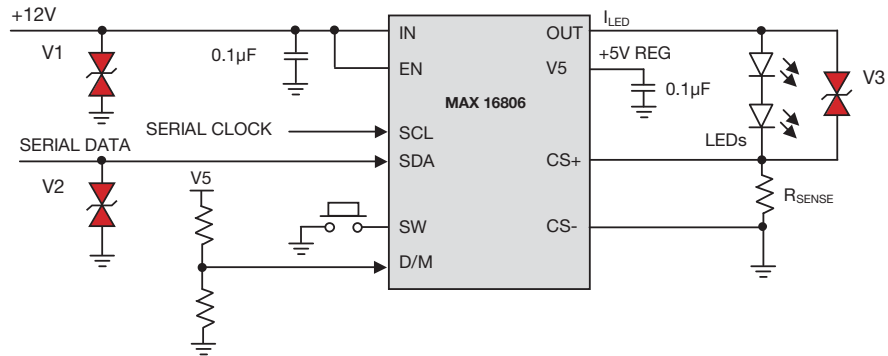 +12V
V1
0.1µF
IN
EN
OUT
I_LED
+5V REG
V5
0.1µF
V3
MAX 16806
LEDs
SERIAL CLOCK
SCL
SERIAL DATA
SDA
CS+
V2
V5
RSENSE
SW
CS-
D/M